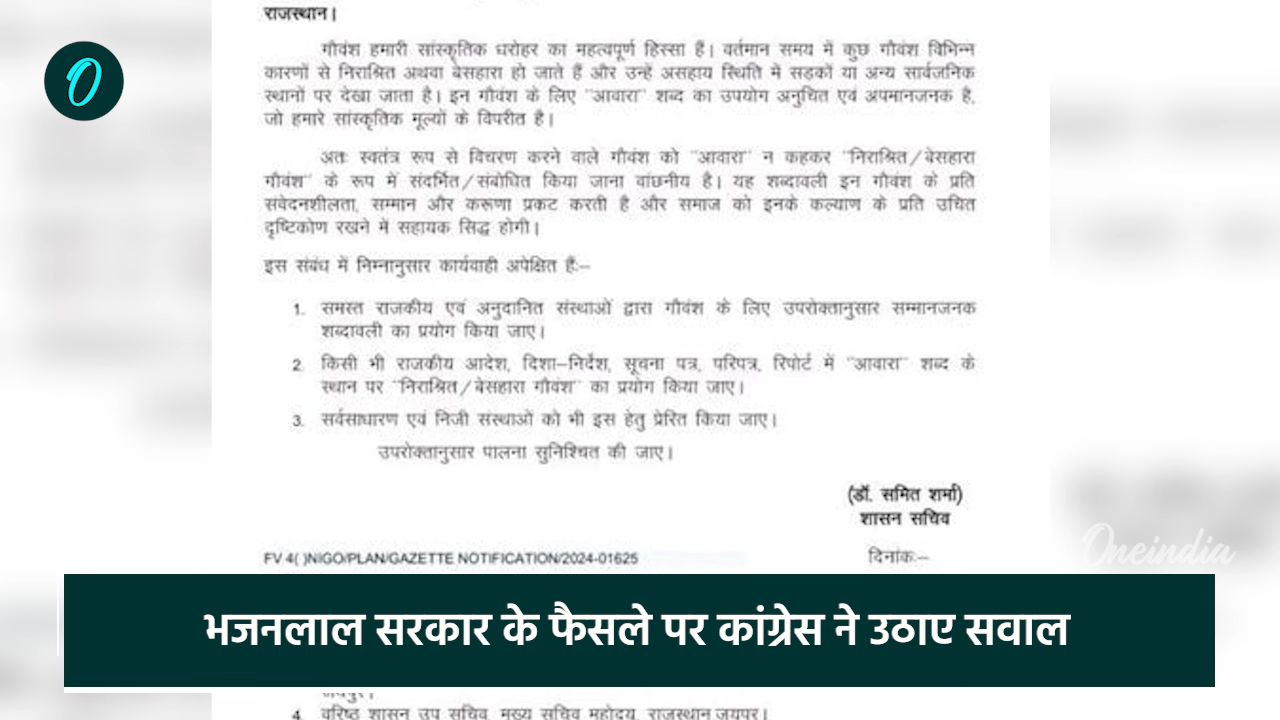 राजस्थान।
गौवंश हमारी सांस्कृतिक धरोहर का महत्वपूर्ण हिस्सा हैं। वर्तमान समय में कुछ गौवंश विभिन्न
कारणों से निराश्रित अथवा बेसहारा हो जाते हैं और उन्हें असहाय स्थिति में सड़कों या अन्य सार्वजनिक
स्थानों पर देखा जाता है। इन गौवंश के लिए "आवारा" शब्द का उपयोग अनुचित एवं अपमानजनक है,
जो हमारे सांस्कृतिक मूल्यों के विपरीत है।
अतः स्वतंत्र रूप से विचरण करने वाले गौवंश को "आवारा" न कहकर "निराश्रित/बेसहारा
गौवंश" के रूप में संदर्भित/संबोधित किया जाना वांछनीय है। यह शब्दावली इन गौवंश के प्रति
संवेदनशीलता, सम्मान और करूणा प्रकट करती है और समाज को इनके कल्याण के प्रति उचित
दृष्टिकोण रखने में सहायक सिद्ध होगी।
इस संबंध में निम्नानुसार कार्यवाही अपेक्षित हैः–
1. समस्त राजकीय एवं अनुदानित संस्थाओं द्वारा गौवंश के लिए उपरोक्तानुसार सम्मानजनक
शब्दावली का प्रयोग किया जाए।
2. किसी भी राजकीय आदेश, दिशा–निर्देश, सूचना पत्र, परिपत्र, रिपोर्ट में "आवारा" शब्द के
स्थान पर "निराश्रित/बेसहारा गौवंश" का प्रयोग किया जाए।
3. सर्वसाधारण एवं निजी संस्थाओं को भी इस हेतु प्रेरित किया जाए।
उपरोक्तानुसार पालना सुनिश्चित की जाए।
(डॉ. समित शर्मा)
शासन सचिव
FV 4( )NIGO/PLAN/GAZETTE NOTIFICATION/2024-01625 दिनांकः–
Oneindia
भजनलाल सरकार के फैसले पर कांग्रेस ने उठाए सवाल
जयपुर।
4. वरिष्ठ शासन उप सचिव, मुख्य सचिव महोदय, राजस्थान जयपुर।